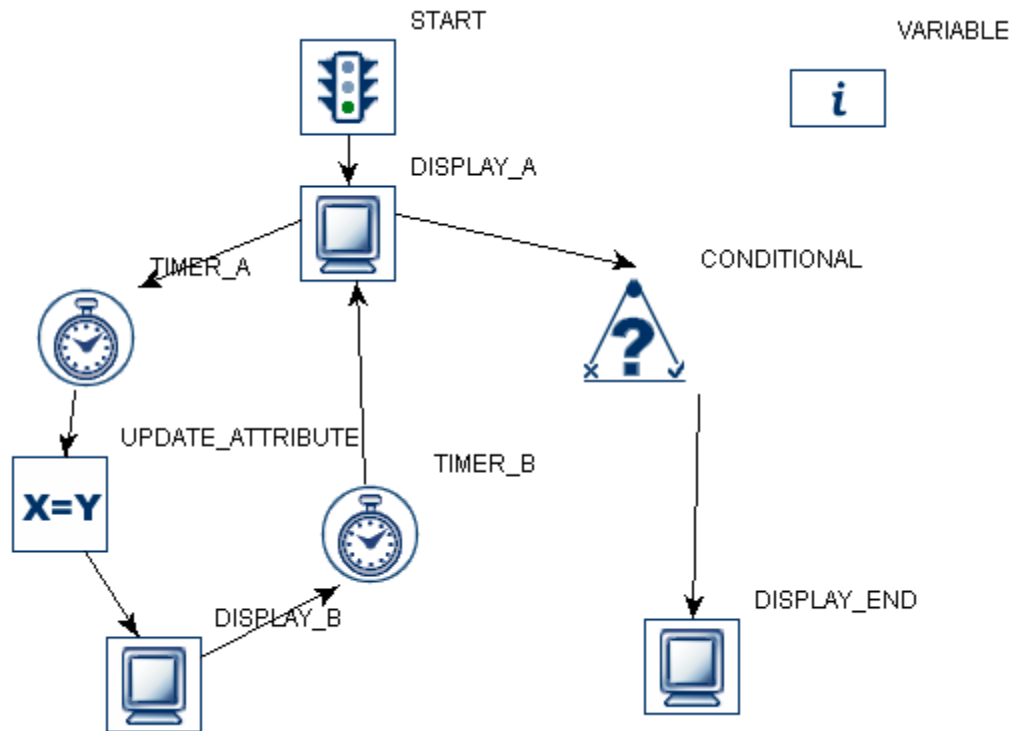 START
VARIABLE
i
DISPLAY_A
TIMER_A
CONDITIONAL
?
UPDATE_ATTRIBUTE
TIMER_B
X=Y
DISPLAY_B
DISPLAY_END